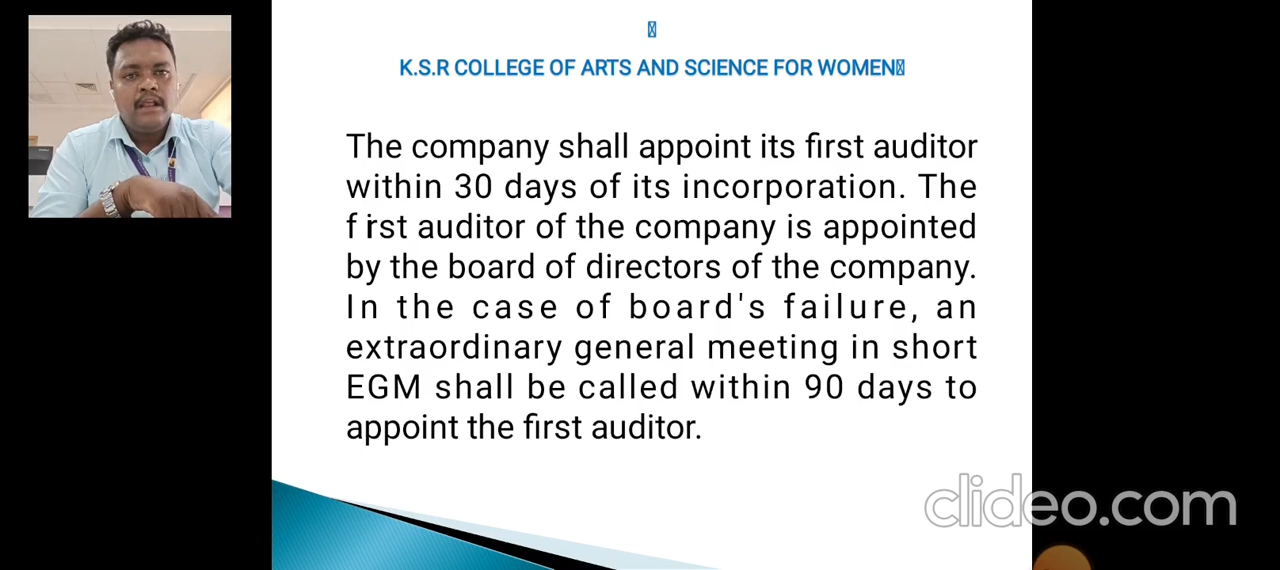 K.S.R COLLEGE OF ARTS AND SCIENCE FOR WOMEN
The company shall appoint its first auditor
within 30 days of its incorporation. The
first auditor of the company is appointed
by the board of directors of the company.
In the case of board's failure, an
extraordinary general meeting in short
EGM shall be called within 90 days to
appoint the first auditor.
clideo.com